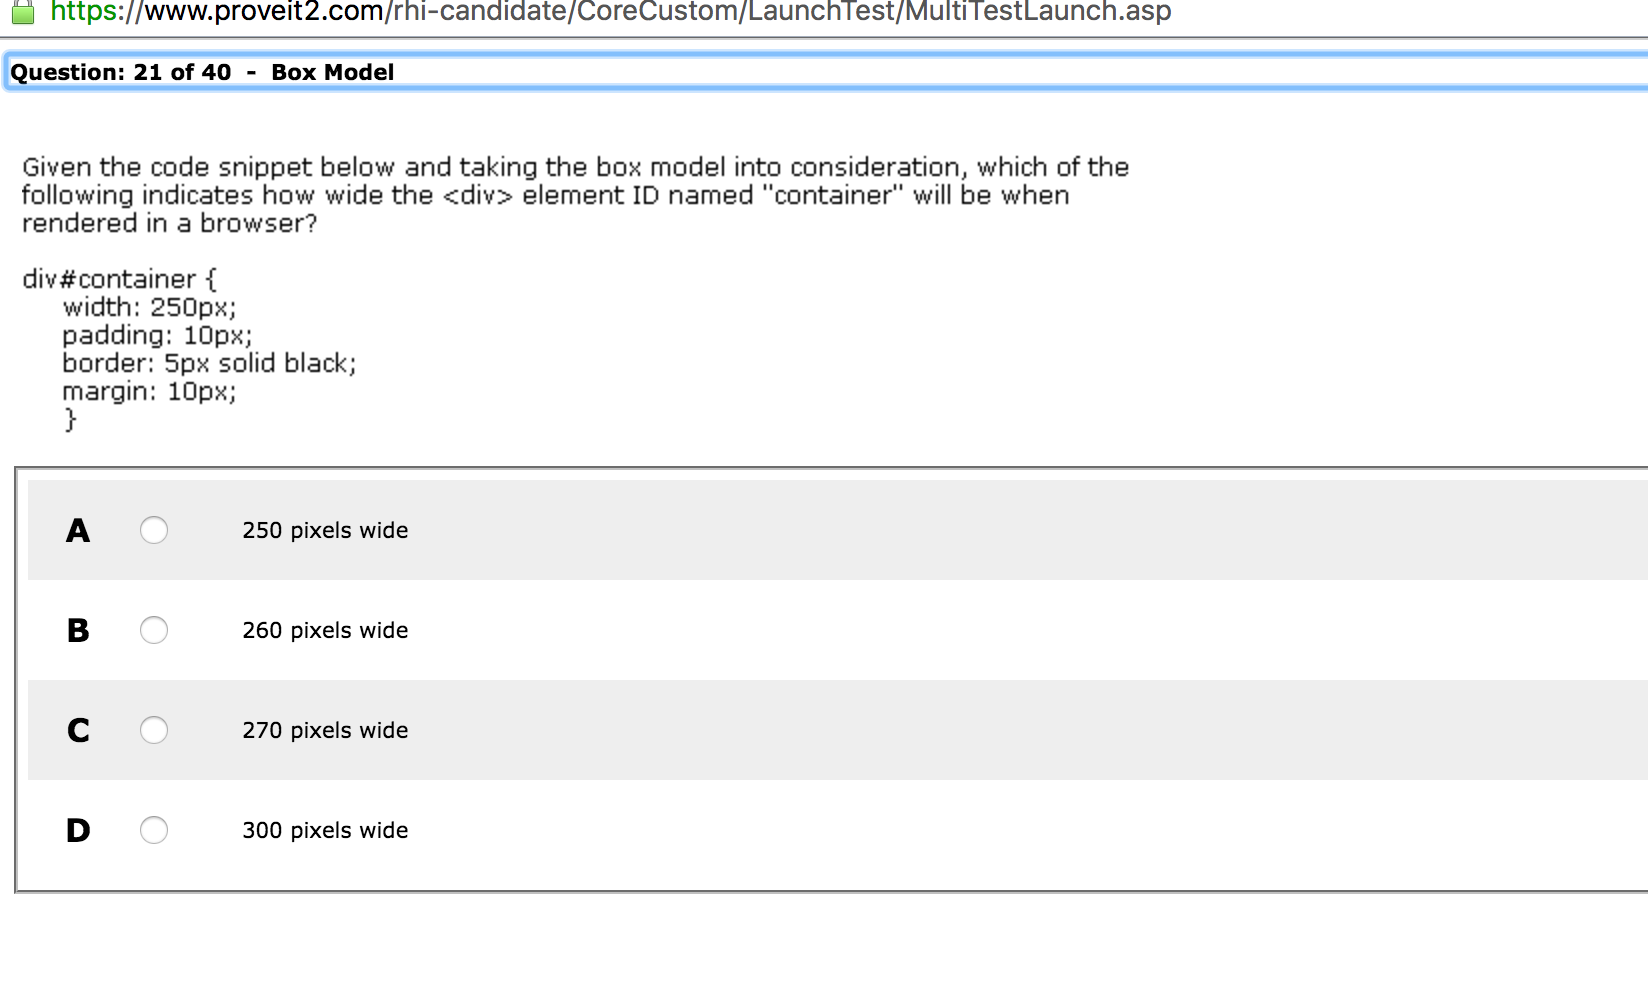 https://www.proveit2.com/rhi-candidate/CoreCustom/LaunchTest/MultiTestLaunch.asp
Question: 21 of 40 - Box Model
Given the code snippet below and taking the box model into consideration, which of the
following indicates how wide the <div> element ID named "container" will be when
rendered in a browser?
div#container {
width: 250px;
padding: 10px;
border: 5px solid black;
margin: 10px;
}
A 250 pixels wide
B 260 pixels wide
C 270 pixels wide
D 300 pixels wide